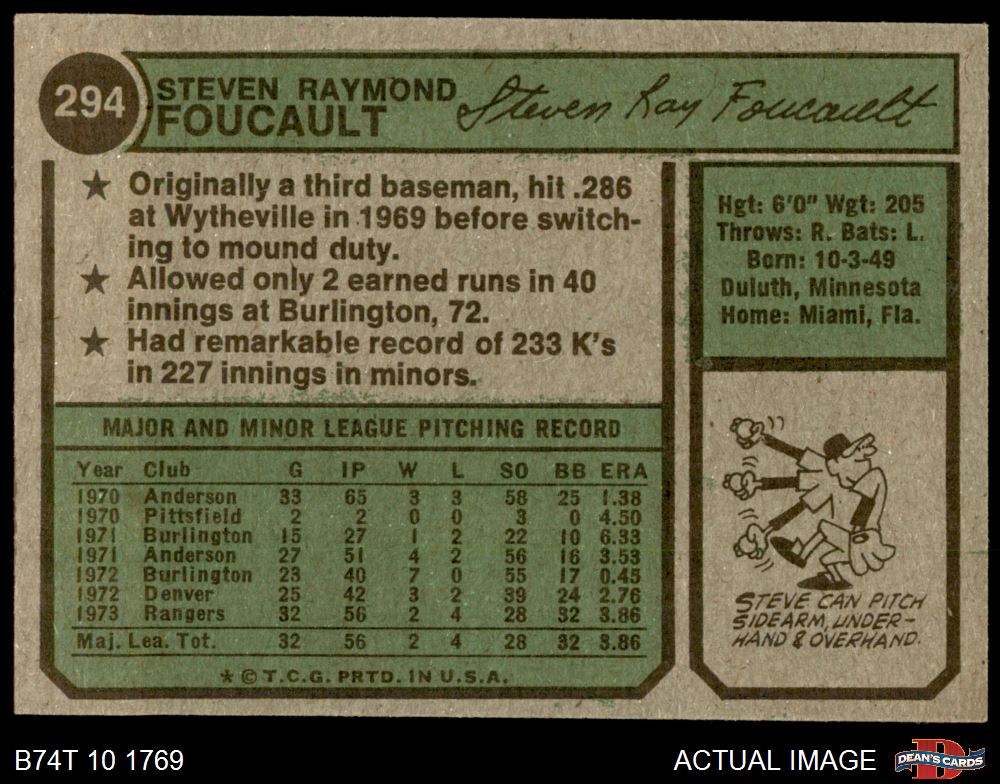 294
STEVEN RAYMOND
FOUCAULT
Steven Ray Foucault
★ Originally a third baseman, hit .286
at Wytheville in 1969 before switch-
ing to mound duty.
★ Allowed only 2 earned runs in 40
innings at Burlington, 72.
★ Had remarkable record of 233 K's
in 227 innings in minors.
MAJOR AND MINOR LEAGUE PITCHING RECORD
Year Club G IP W L SO BB ERA
1970 Anderson 33 65 3 3 58 25 1.38
1970 Pittsfield 2 2 0 0 3 0 4.50
1971 Burlington 15 27 1 2 22 10 6.33
1971 Anderson 27 51 4 2 56 16 3.53
1972 Burlington 23 40 7 0 55 17 0.45
1972 Denver 25 42 3 2 39 24 2.76
1973 Rangers 32 56 2 4 28 32 3.86
Maj. Lea. Tot. 32 56 2 4 28 32 3.86
* © T.C.G. PRTD. IN U.S.A.
Hgt: 6'0" Wgt: 205
Throws: R. Bats: L.
Born: 10-3-49
Duluth, Minnesota
Home: Miami, Fla.
STEVE CAN PITCH
SIDEARM, UNDER-
HAND & OVERHAND.
B74T 10 1769
ACTUAL IMAGE
D
DEAN'S CARDS